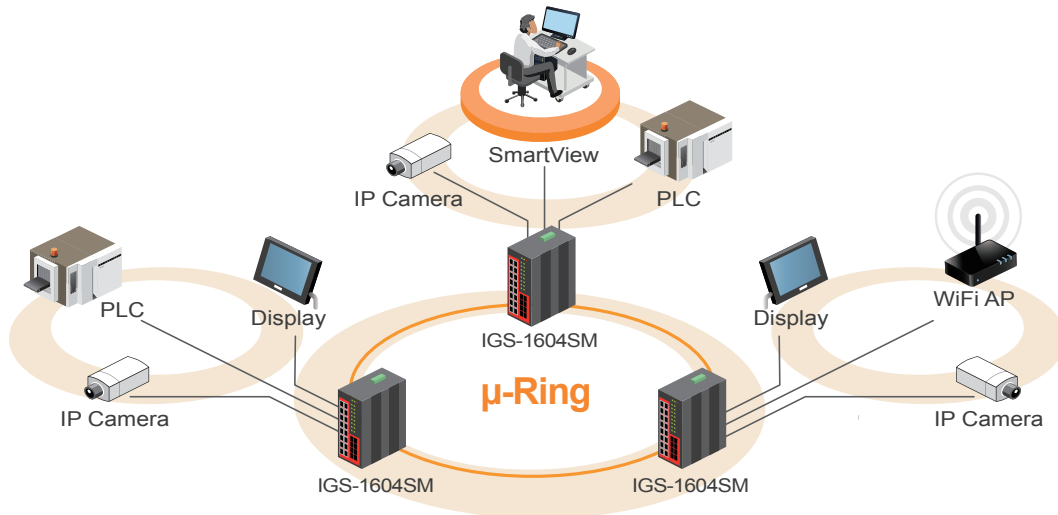 SmartView
IP Camera
PLC
PLC
Display
IGS-1604SM
Display
WiFi AP
μ-Ring
IP Camera
IP Camera
IGS-1604SM
IGS-1604SM